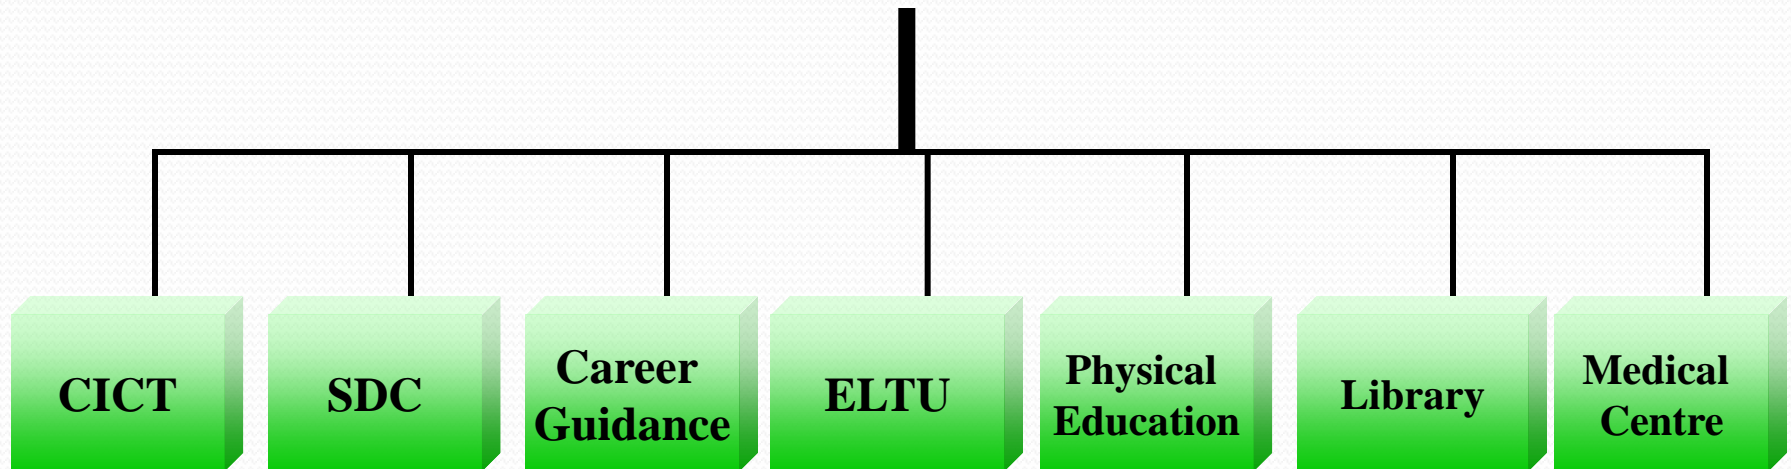 CICT
SDC
Career
Guidance
ELTU
Physical
Education
Library
Medical
Centre